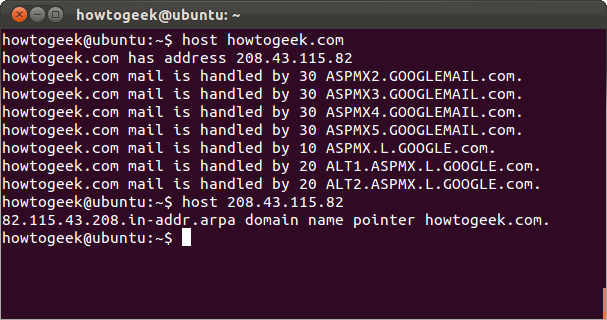 howtogeek@ubuntu: ~
howtogeek@ubuntu:~$ host howtogeek.com
howtogeek.com has address 208.43.115.82
howtogeek.com mail is handled by 30 ASPMX2.GOOGLEMAIL.com.
howtogeek.com mail is handled by 30 ASPMX3.GOOGLEMAIL.com.
howtogeek.com mail is handled by 30 ASPMX4.GOOGLEMAIL.com.
howtogeek.com mail is handled by 30 ASPMX5.GOOGLEMAIL.com.
howtogeek.com mail is handled by 10 ASPMX.L.GOOGLE.com.
howtogeek.com mail is handled by 20 ALT1.ASPMX.L.GOOGLE.com.
howtogeek.com mail is handled by 20 ALT2.ASPMX.L.GOOGLE.com.
howtogeek@ubuntu:~$ host 208.43.115.82
82.115.43.208.in-addr.arpa domain name pointer howtogeek.com.
howtogeek@ubuntu:~$